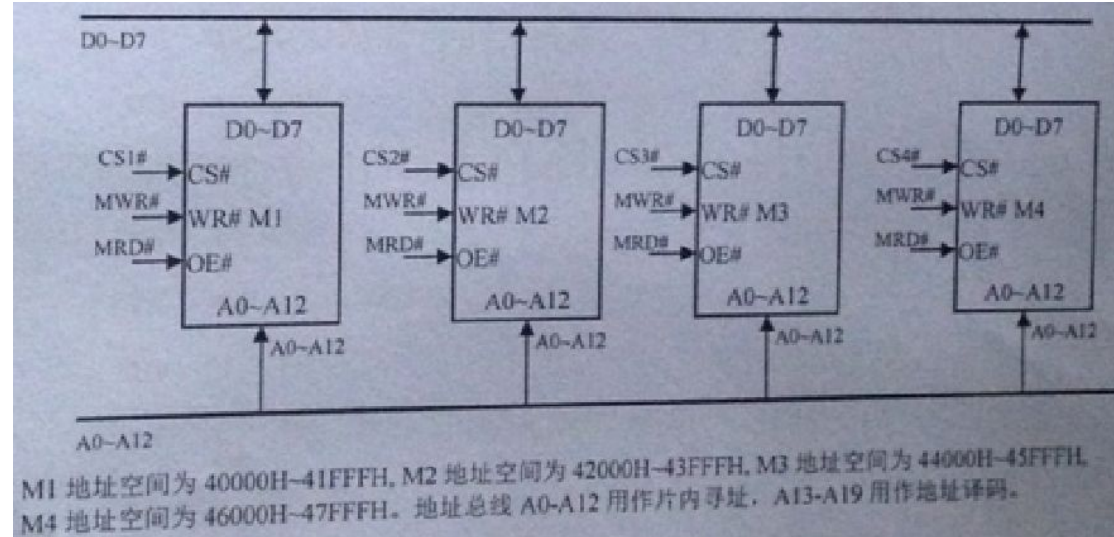 D0~D7
D0~D7 D0~D7 D0~D7 D0~D7
CS1# CS# CS2# CS# CS3# CS# CS4# CS#
MWR# WR# M1 MWR# WR# M2 MWR# WR# M3 MWR# WR# M4
MRD# OE# MRD# OE# MRD# OE# MRD# OE#
A0~A12 A0~A12 A0~A12 A0~A12
A0~A12 A0~A12 A0~A12 A0~A12
A0~A12
M1 地址空间为 40000H~41FFFH, M2 地址空间为 42000H~43FFFH, M3 地址空间为 44000H~45FFFH,
M4 地址空间为 46000H~47FFFH。地址总线 A0-A12 用作片内寻址，A13-A19 用作地址译码。